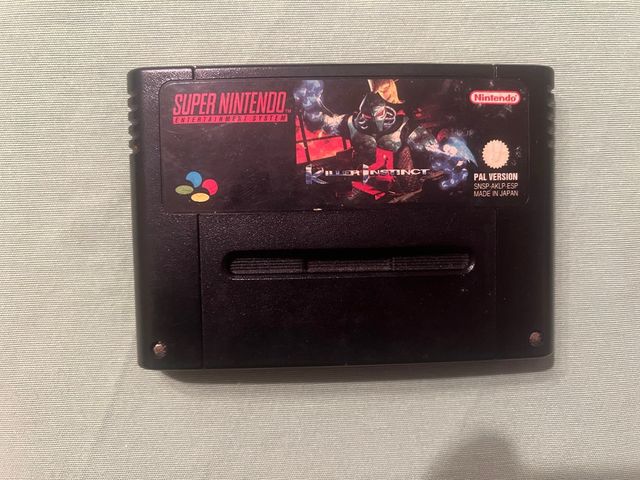 SUPER NINTENDO
ENTERTAINMENT SYSTEM
Nintendo
KILLER INSTINCT
PAL VERSION
SNSP-AKLP-ESP
MADE IN JAPAN